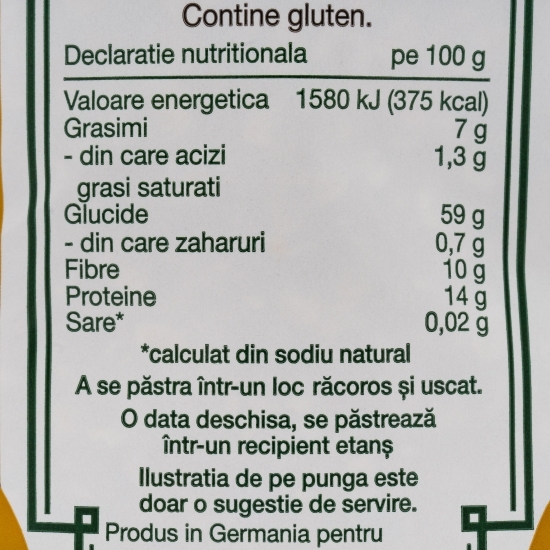 Contine gluten.
Declaratie nutritionala pe 100 g
Valoare energetica 1580 kJ (375 kcal)
Grasimi 7 g
- din care acizi 1,3 g
grasi saturati
Glucide 59 g
- din care zaharuri 0,7 g
Fibre 10 g
Proteine 14 g
Sare* 0,02 g
*calculat din sodiu natural
A se păstra într-un loc răcoros și uscat.
O data deschisa, se păstrează
într-un recipient etanș
Ilustratia de pe punga este
doar o sugestie de servire.
Produs in Germania pentru